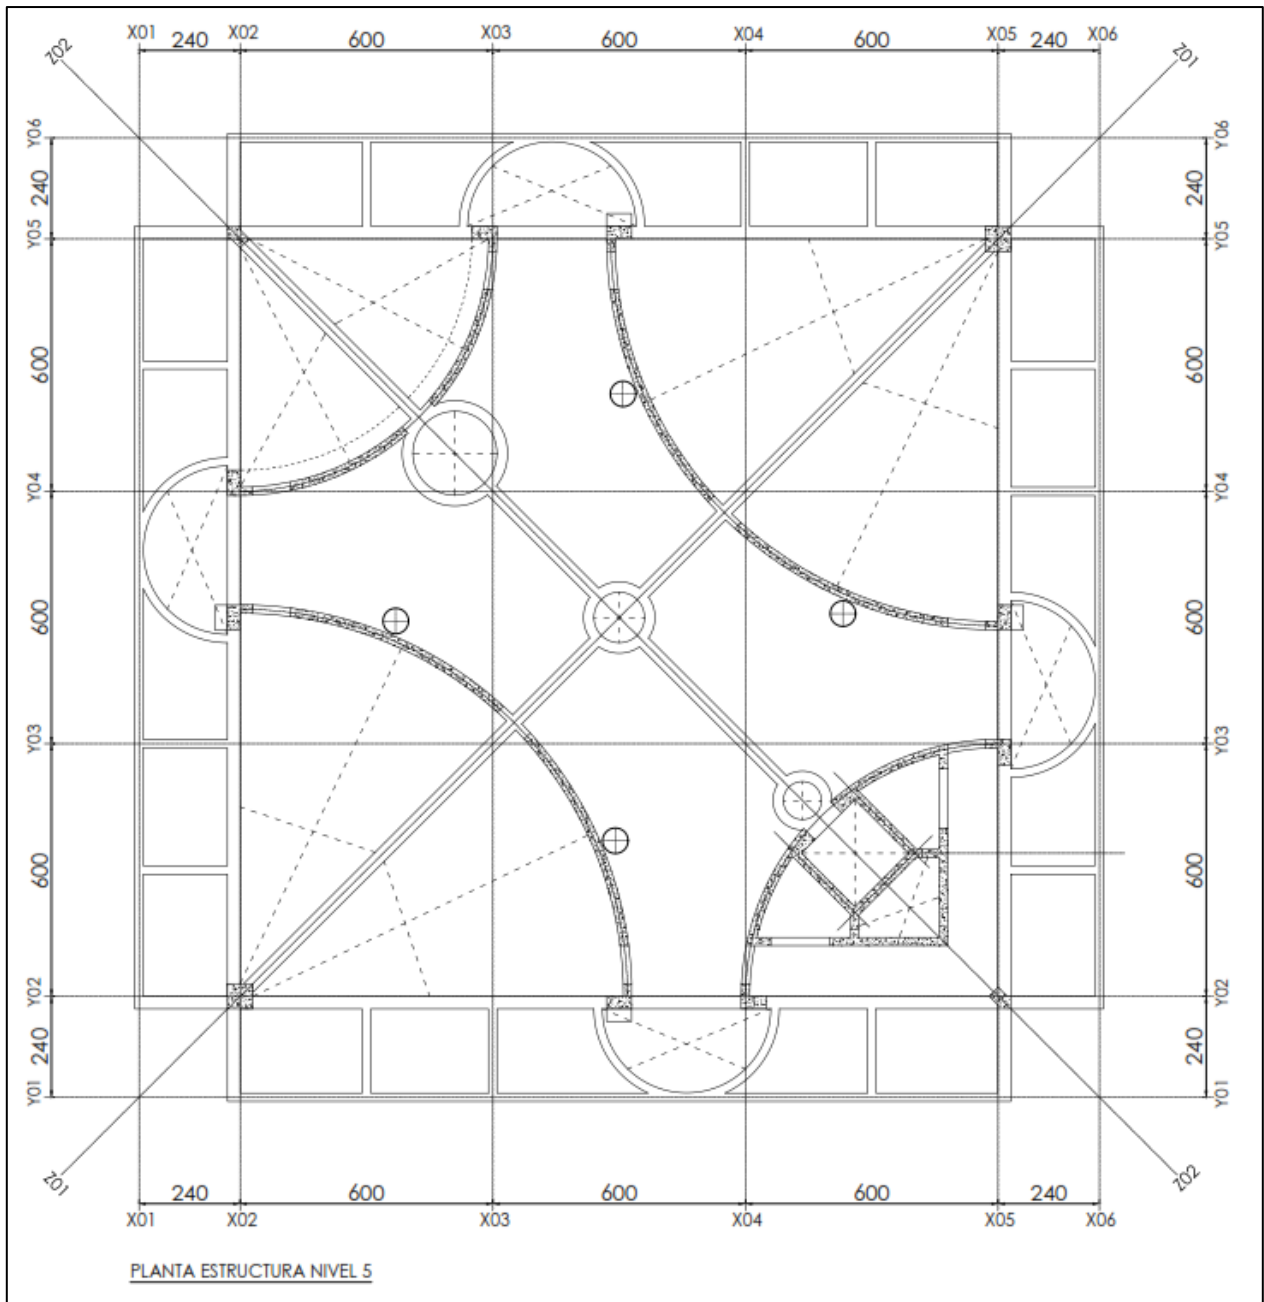 X01 X02 X03 X04 X05 X06
240 600 600 600 240
Z02 Z01
Y06 Y06
240 240
Y05 Y05
600 600
Y04 Y04
600 600
Y03 Y03
600 600
Y02 Y02
240 240
Y01 Y01
Z01 Z02
240 600 600 600 240
X01 X02 X03 X04 X05 X06
PLANTA ESTRUCTURA NIVEL 5